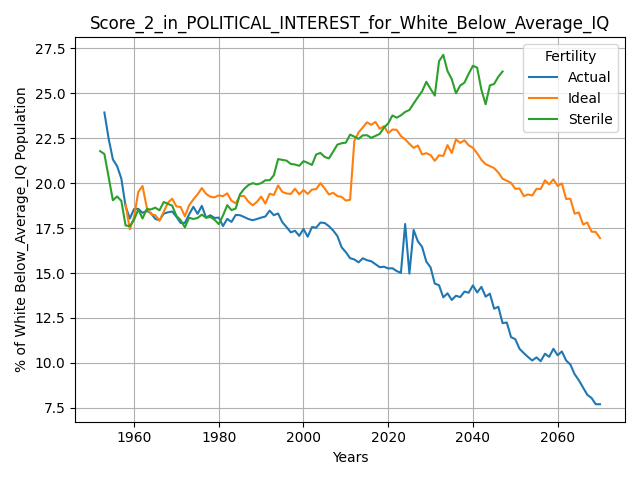 Score_2_in_POLITICAL_INTEREST_for_White_Below_Average_IQ
27.5
25.0
22.5
20.0
17.5
15.0
12.5
10.0
7.5
% of White Below_Average_IQ Population
Fertility
Actual
Ideal
Sterile
1960 1980 2000 2020 2040 2060
Years